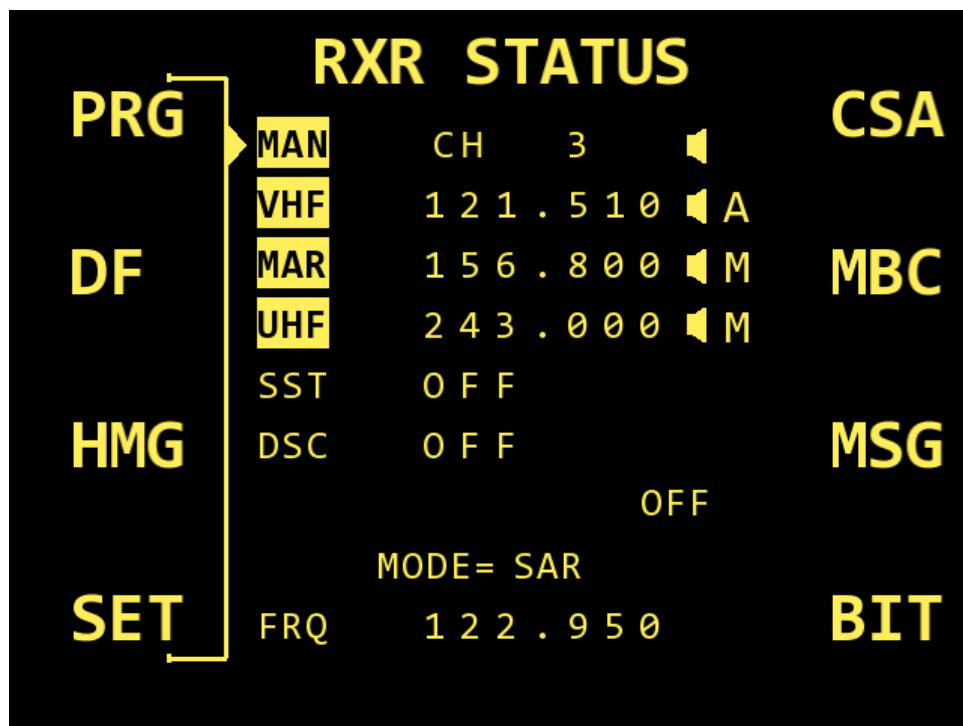 RXR STATUS
PRG CSA
MAN CH 3
VHF 121.510 A
DF MAR 156.800 M MBC
UHF 243.000 M
SST OFF
HMG DSC OFF MSG
OFF
MODE= SAR
SET FRQ 122.950 BIT